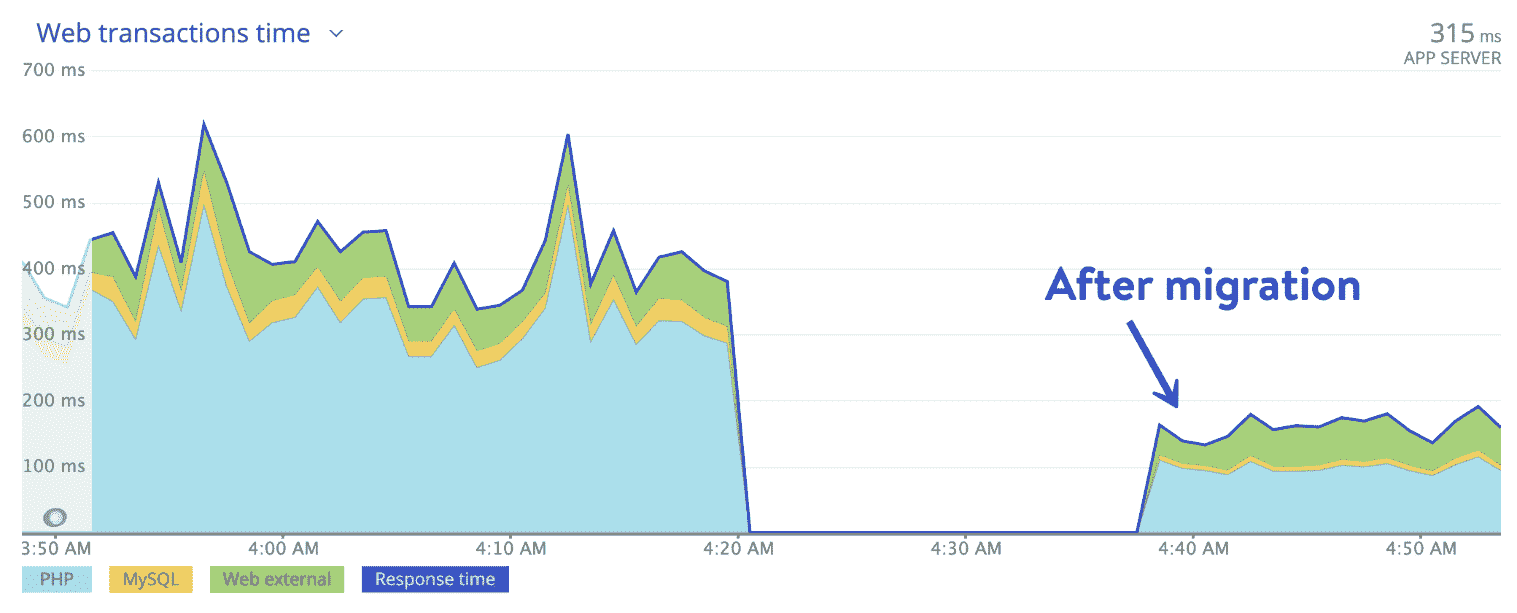 Web transactions time
315 ms
APP SERVER
700 ms
600 ms
500 ms
400 ms
300 ms
200 ms
100 ms
After migration
3:50 AM 4:00 AM 4:10 AM 4:20 AM 4:30 AM 4:40 AM 4:50 AM
PHP MySQL Web external Response time